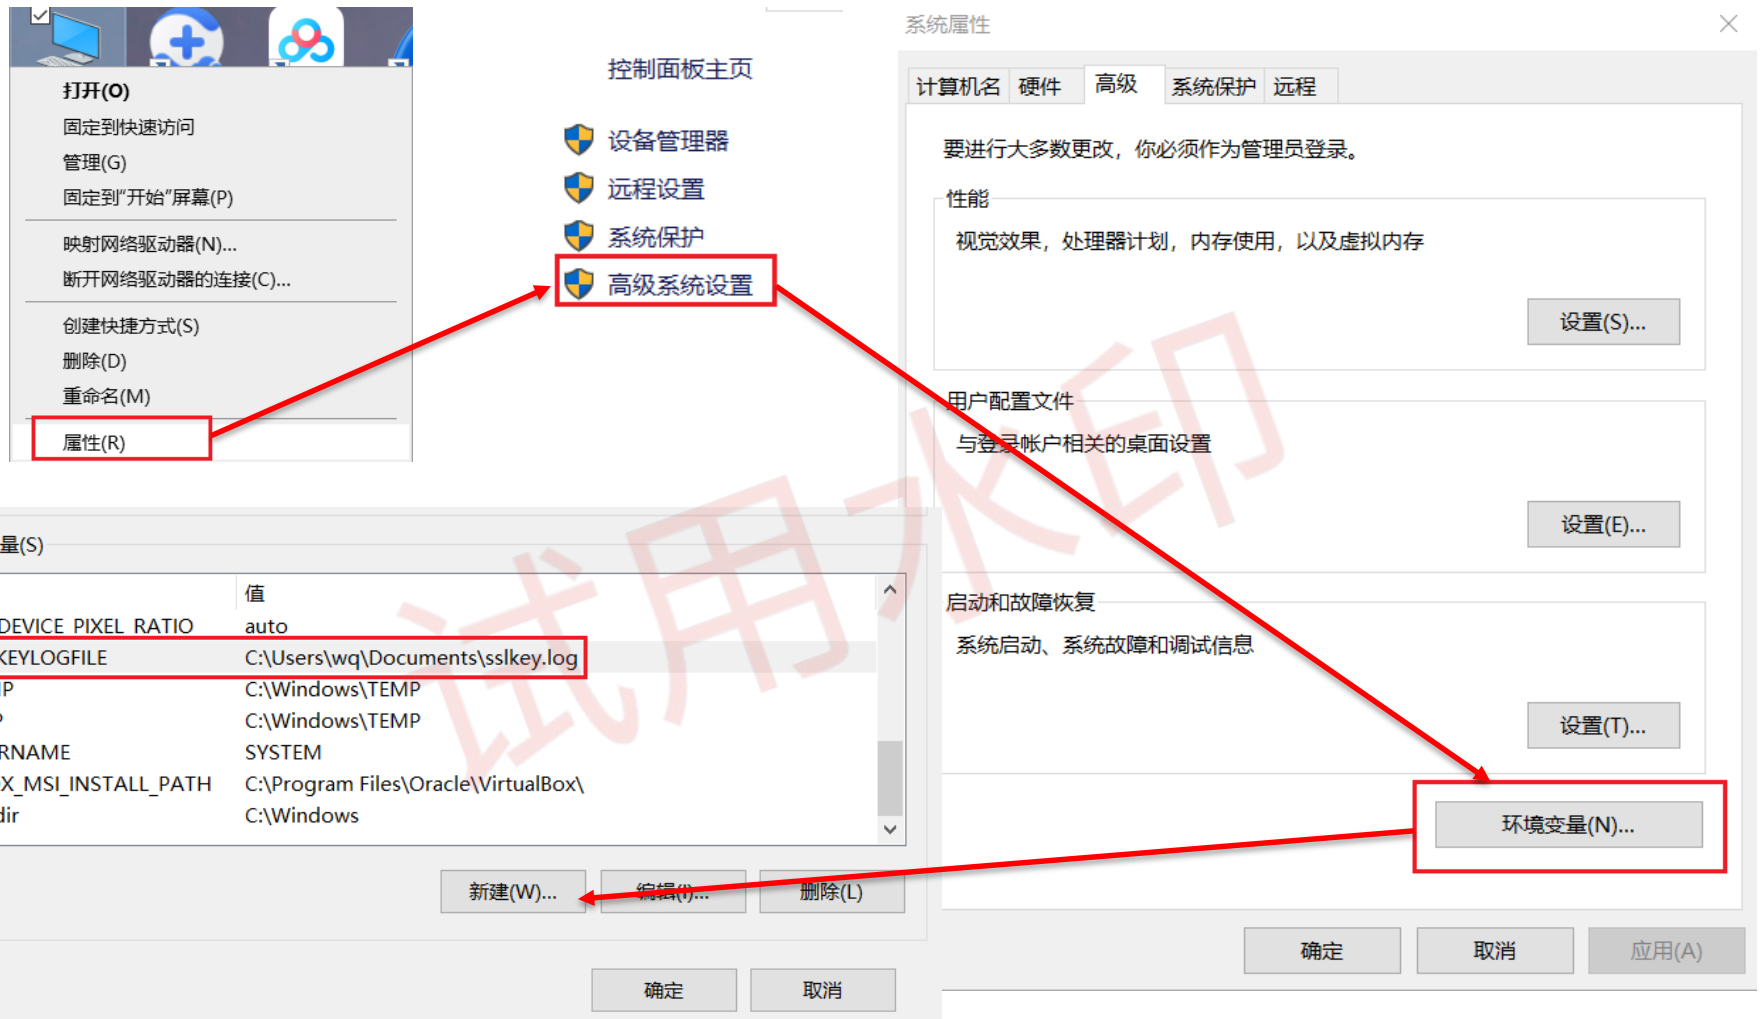 打开(O)
固定到快速访问
管理(G)
固定到“开始”屏幕(P)
映射网络驱动器(N)...
断开网络驱动器的连接(C)...
创建快捷方式(S)
删除(D)
重命名(M)
属性(R)
控制面板主页
设备管理器
远程设置
系统保护
高级系统设置
系统属性
计算机名 硬件 高级 系统保护 远程
要进行大多数更改，你必须作为管理员登录。
性能
视觉效果，处理器计划，内存使用，以及虚拟内存
设置(S)...
用户配置文件
与登录帐户相关的桌面设置
设置(E)...
启动和故障恢复
系统启动、系统故障和调试信息
设置(T)...
环境变量(N)...
确定 取消 应用(A)
量(S)
值
DEVICE_PIXEL_RATIO auto
KEYLOGFILE C:\Users\wq\Documents\sslkey.log
P C:\Windows\TEMP
C:\Windows\TEMP
RNAME SYSTEM
X_MSI_INSTALL_PATH C:\Program Files\Oracle\VirtualBox\
dir C:\Windows
新建(W)... 编辑(I)... 删除(L)
确定 取消
试用水印